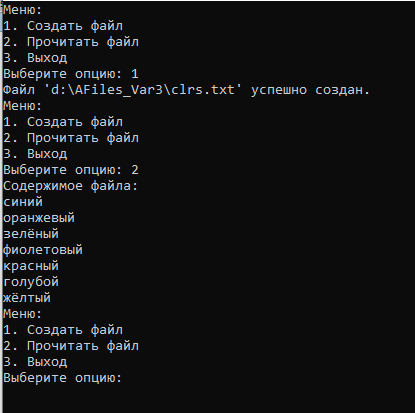 Меню:
1. Создать файл
2. Прочитать файл
3. Выход
Выберите опцию: 1
Файл 'd:\AFiles_Var3\clrs.txt' успешно создан.
Меню:
1. Создать файл
2. Прочитать файл
3. Выход
Выберите опцию: 2
Содержимое файла:
синий
оранжевый
зелёный
фиолетовый
красный
голубой
жёлтый
Меню:
1. Создать файл
2. Прочитать файл
3. Выход
Выберите опцию: